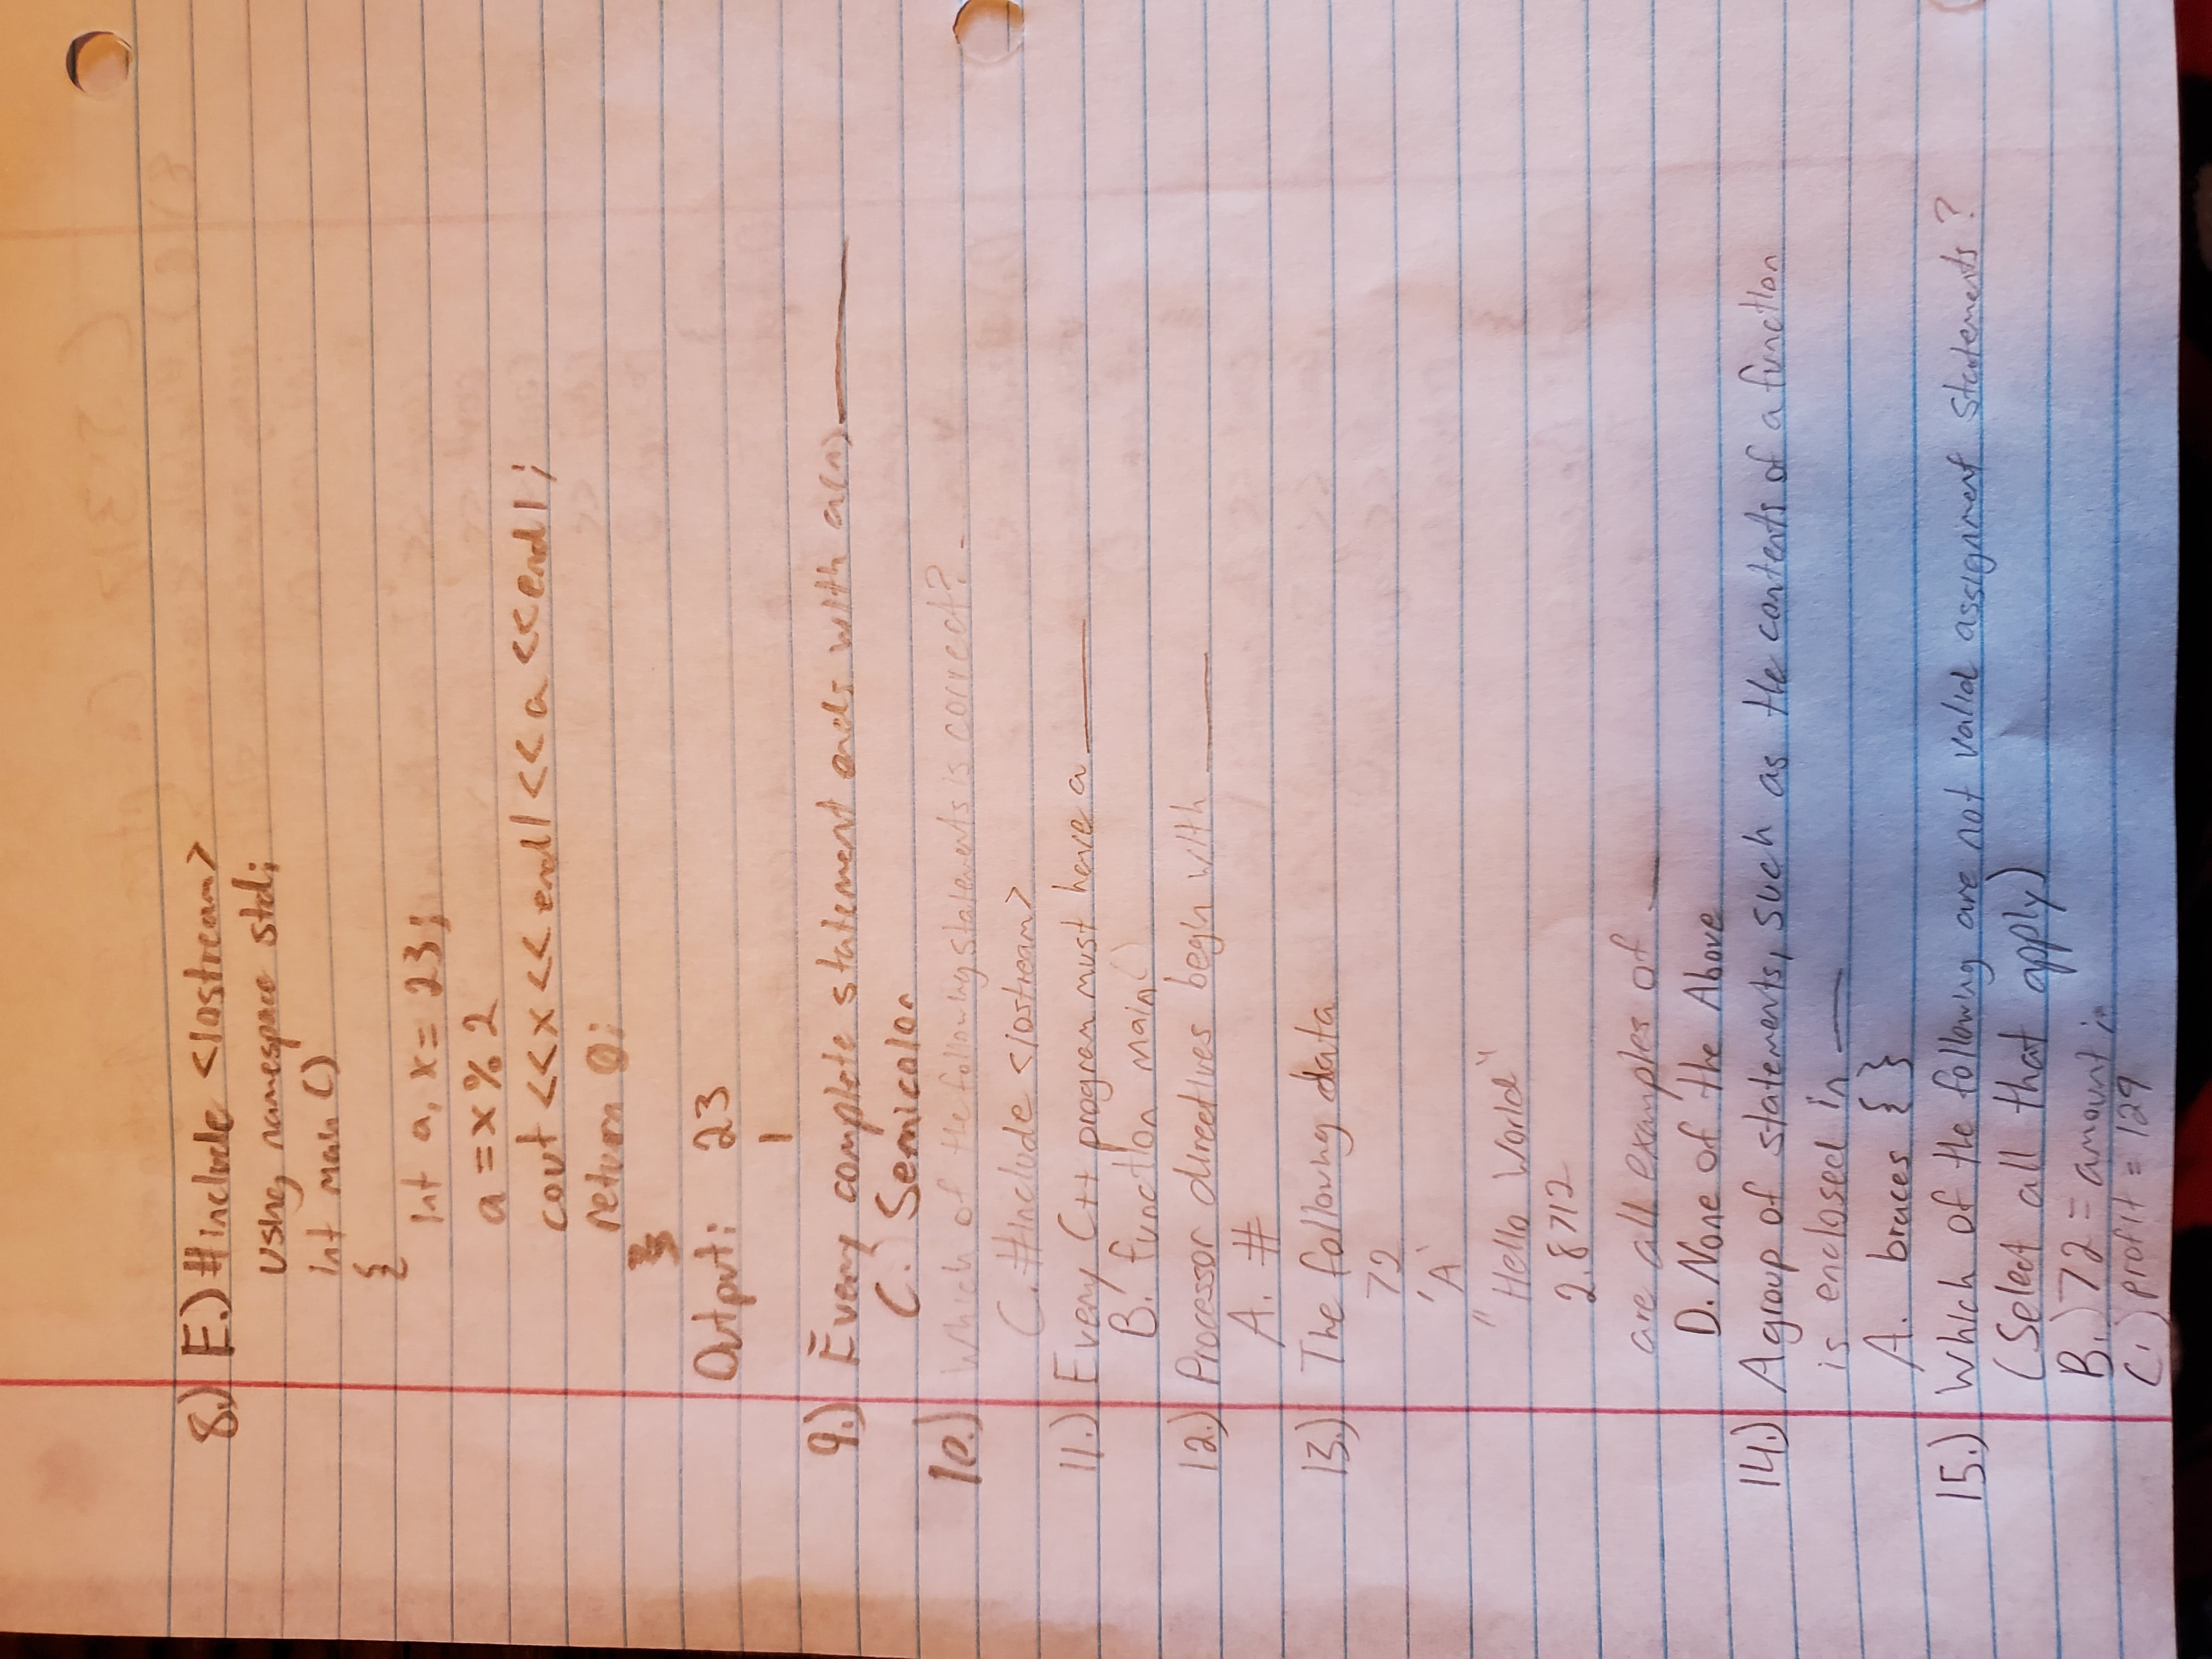 8.) E.) #include <iostream>
using namespace std;
int main ()
{
int a, x = 23;
a = x % 2
cout << x << endl << a << endl;
return 0;
}
Output: 23
1
9.) Every complete statement ends with a(n) ____
C. Semicolon
10.) Which of the following statements is correct?
C. #include <iostream>
11.) Every C++ program must have a ____
B. function main()
12.) Processor directives begin with ____
A. #
13.) The following data
72
'A'
"Hello World"
2.8712
are all examples of __
D. None of the Above
14.) A group of statements, such as the contents of a function
is enclosed in ___
A. braces { }
15.) Which of the following are not valid assignment statements?
(Select all that apply)
B.) 72 = amount;
C.) profit = 129